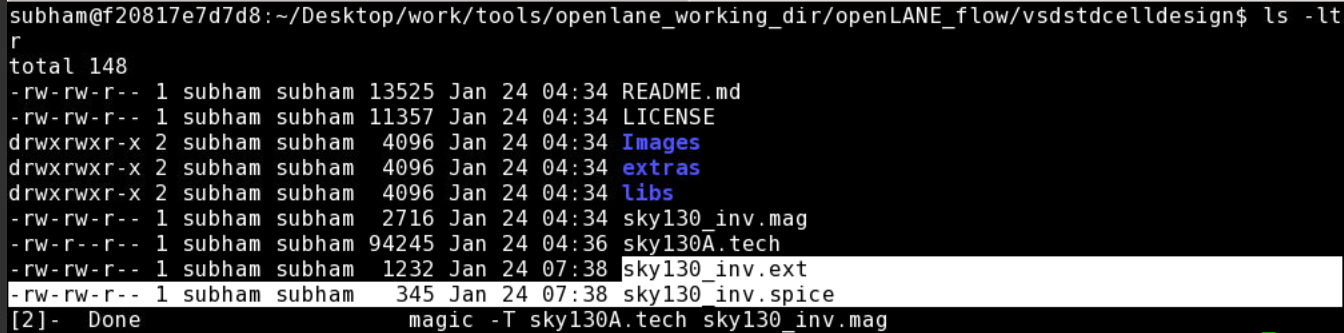 subham@f20817e7d7d8:~/Desktop/work/tools/openlane_working_dir/openLANE_flow/vsdstdcelldesign$ ls -lt
r
total 148
-rw-rw-r-- 1 subham subham 13525 Jan 24 04:34 README.md
-rw-rw-r-- 1 subham subham 11357 Jan 24 04:34 LICENSE
drwxrwxr-x 2 subham subham  4096 Jan 24 04:34 Images
drwxrwxr-x 2 subham subham  4096 Jan 24 04:34 extras
drwxrwxr-x 2 subham subham  4096 Jan 24 04:34 libs
-rw-rw-r-- 1 subham subham  2716 Jan 24 04:34 sky130_inv.mag
-rw-r--r-- 1 subham subham 94245 Jan 24 04:36 sky130A.tech
-rw-rw-r-- 1 subham subham  1232 Jan 24 07:38 sky130_inv.ext
-rw-rw-r-- 1 subham subham   345 Jan 24 07:38 sky130_inv.spice
[2]-  Done                    magic -T sky130A.tech sky130_inv.mag